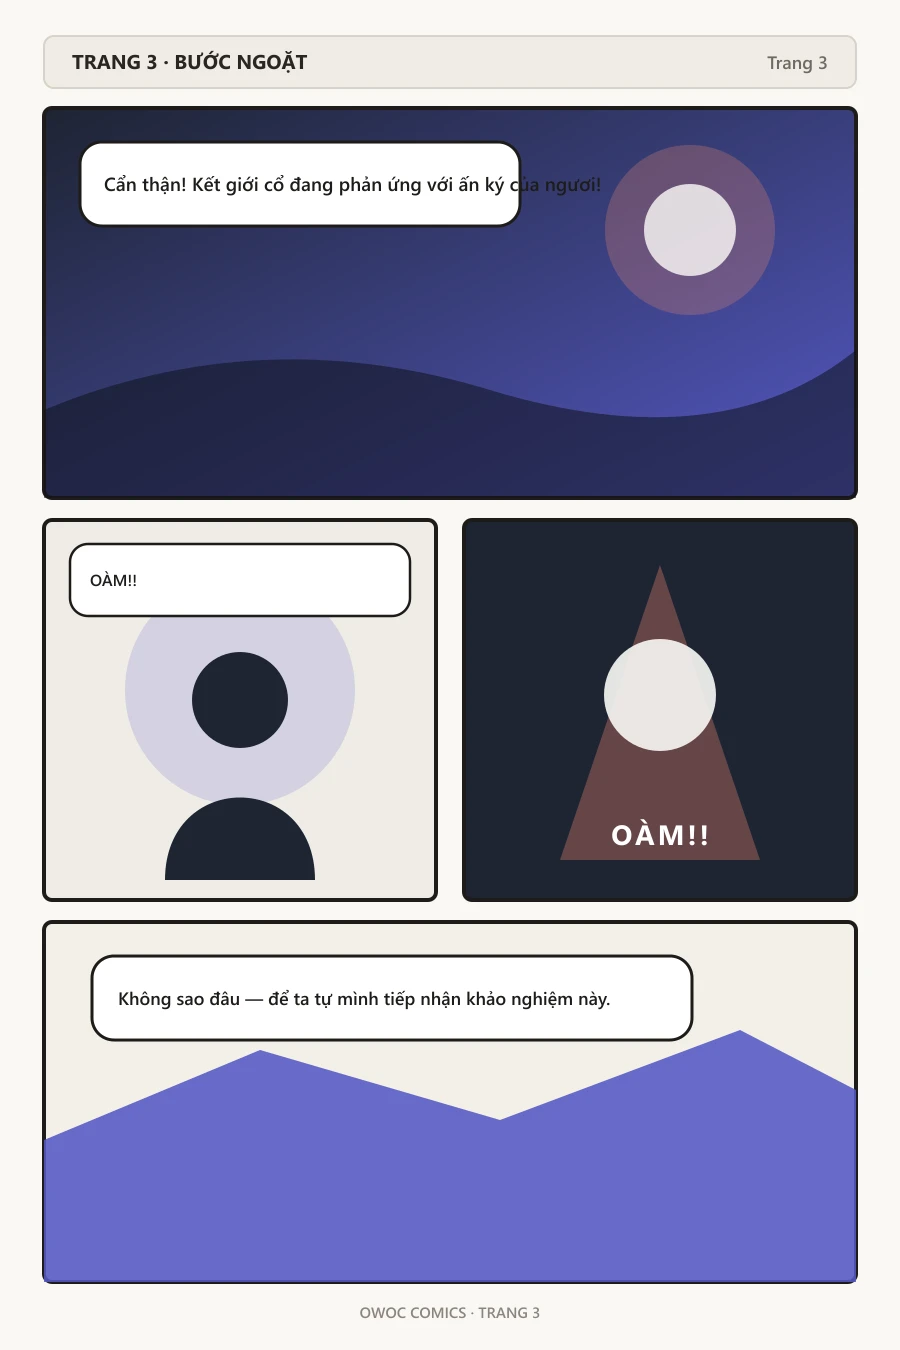 TRANG 3 · BƯỚC NGOẶT
Trang 3
Cẩn thận! Kết giới cổ đang phản ứng với ấn ký của ngươi!
OÀM!!
OÀM!!
Không sao đâu — để ta tự mình tiếp nhận khảo nghiệm này.
OWOC COMICS · TRANG 3